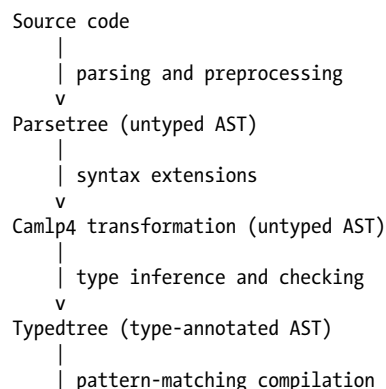 Source code
|
| parsing and preprocessing
v
Parsetree (untyped AST)
|
| syntax extensions
v
Camlp4 transformation (untyped AST)
|
| type inference and checking
v
Typedtree (type-annotated AST)
|
| pattern-matching compilation